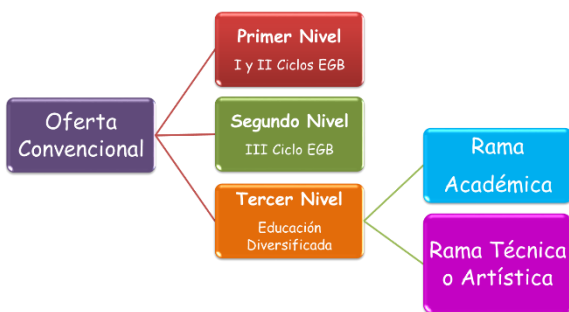 Oferta
Convencional
Primer Nivel
I y II Ciclos EGB
Segundo Nivel
III Ciclo EGB
Tercer Nivel
Educación
Diversificada
Rama
Académica
Rama Técnica
o Artística